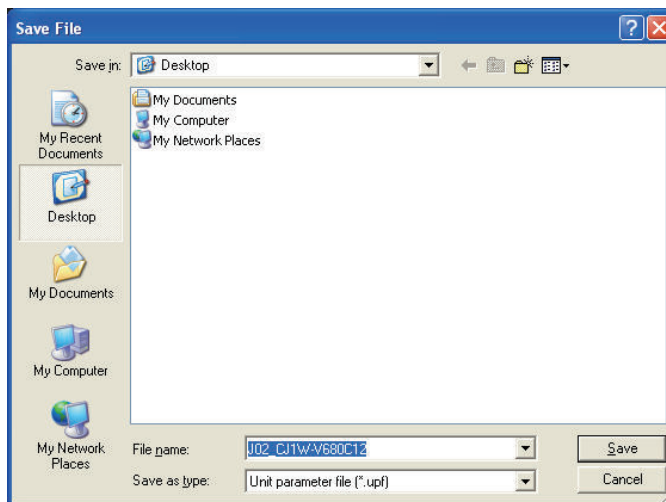 Save File
Save in:
Desktop
My Recent
Documents
Desktop
My Documents
My Computer
My Network
Places
My Documents
My Computer
My Network Places
File name:
J02_CJ1W-V680C12
Save
Save as type:
Unit parameter file (*.upf)
Cancel